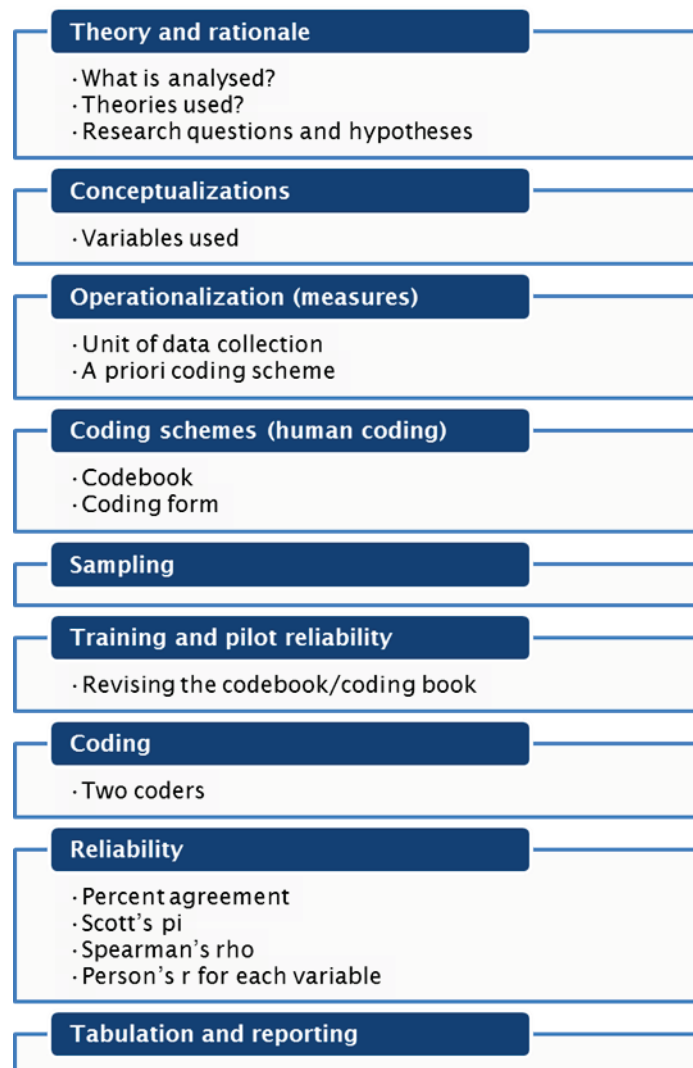 Theory and rationale
·What is analysed?
·Theories used?
·Research questions and hypotheses
Conceptualizations
·Variables used
Operationalization (measures)
·Unit of data collection
·A priori coding scheme
Coding schemes (human coding)
·Codebook
·Coding form
Sampling
Training and pilot reliability
·Revising the codebook/coding book
Coding
·Two coders
Reliability
·Percent agreement
·Scott’s pi
·Spearman’s rho
·Person’s r for each variable
Tabulation and reporting